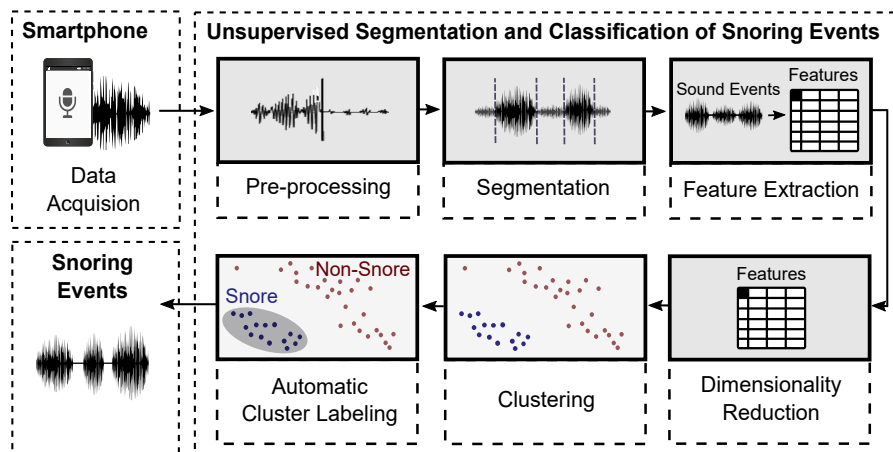 Smartphone
Data
Acquision
Unsupervised Segmentation and Classification of Snoring Events
Pre-processing
Segmentation
Sound Events
Features
Feature Extraction
Features
Dimensionality
Reduction
Clustering
Non-Snore
Snore
Automatic
Cluster Labeling
Snoring
Events